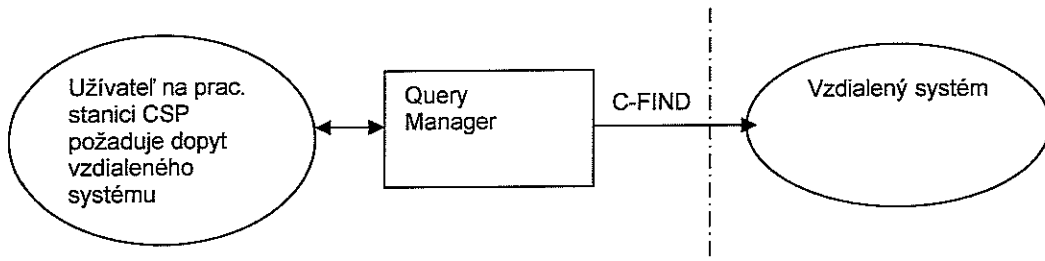 Užívateľ na prac.
stanici CSP
požaduje dopyt
vzdialeného
systému
Query
Manager
C-FIND
Vzdialený systém